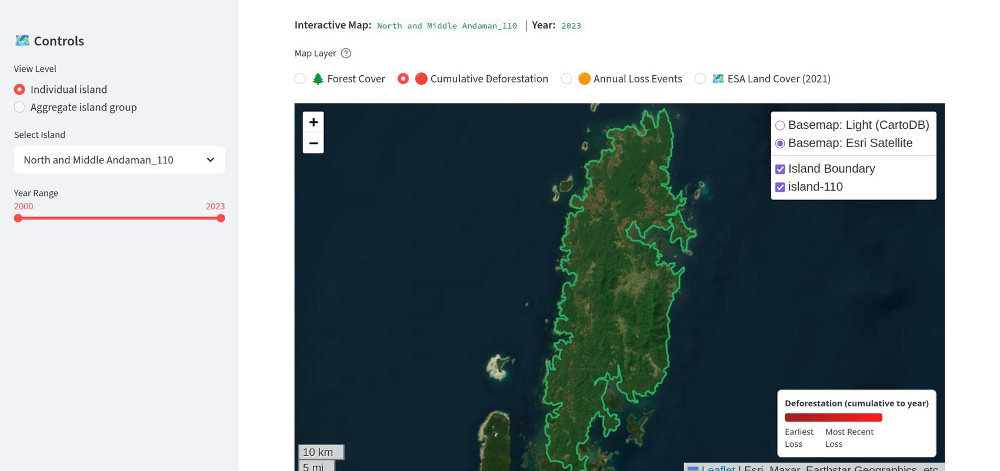 Controls
View Level
Individual island
Aggregate island group
Select Island
North and Middle Andaman_110
Year Range
2000 2023
Interactive Map: North and Middle Andaman_110 | Year: 2023
Map Layer ?
Forest Cover Cumulative Deforestation Annual Loss Events ESA Land Cover (2021)
+
−
Basemap: Light (CartoDB)
Basemap: Esri Satellite
Island Boundary
island-110
Deforestation (cumulative to year)
Earliest Loss
Most Recent Loss
10 km
5 mi
Leaflet | Esri, Maxar, Earthstar Geographics, etc.